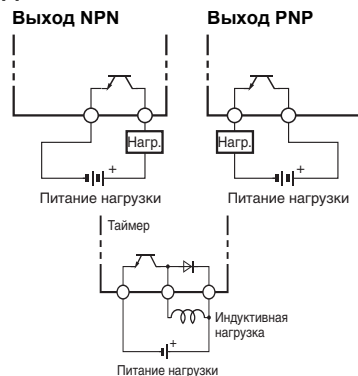 Выход NPN
Выход PNP
Нагр.
Нагр.
+
+
Питание нагрузки
Питание нагрузки
Таймер
Индуктивная
нагрузка
+
Питание нагрузки